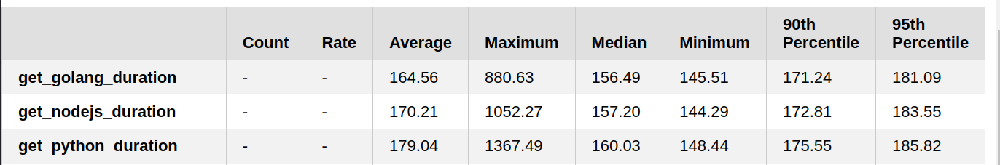 Count Rate Average Maximum Median Minimum 90th Percentile 95th Percentile
get_golang_duration - - 164.56 880.63 156.49 145.51 171.24 181.09
get_nodejs_duration - - 170.21 1052.27 157.20 144.29 172.81 183.55
get_python_duration - - 179.04 1367.49 160.03 148.44 175.55 185.82